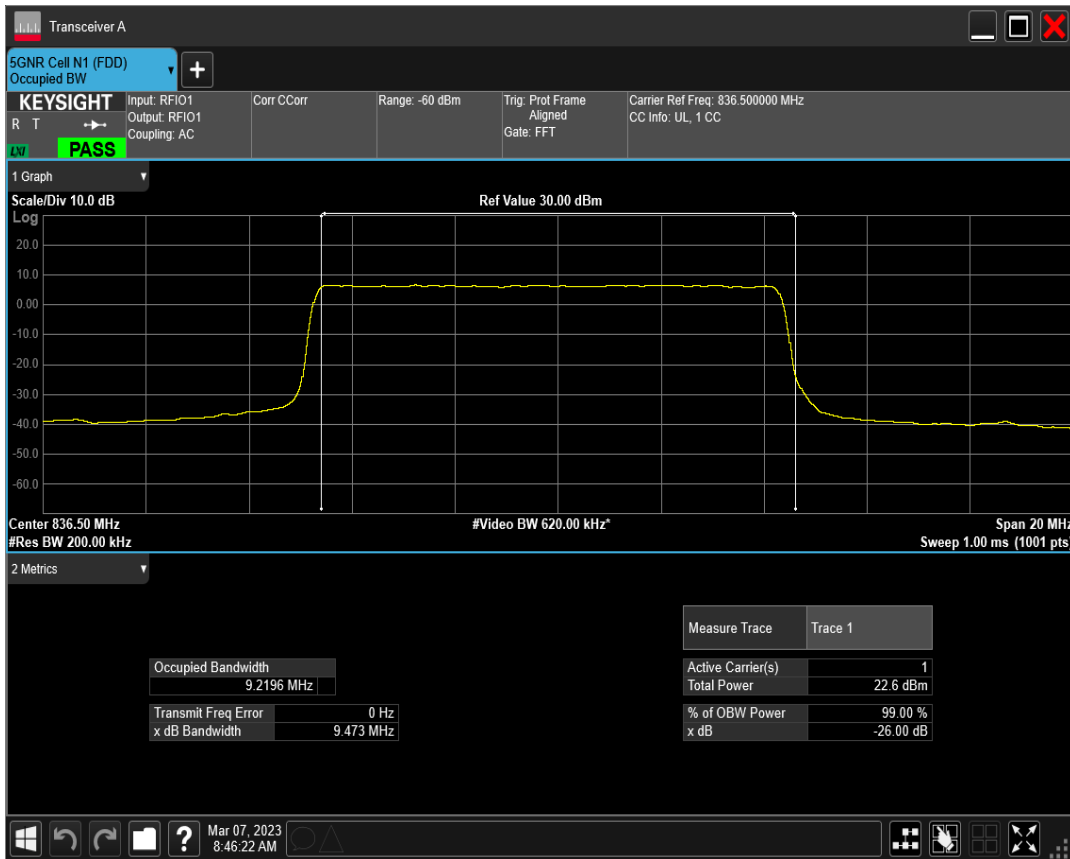 Transceiver A
5GNR Cell N1 (FDD)
Occupied BW
+
KEYSIGHT
R T
LXI
PASS
Input: RFIO1
Output: RFIO1
Coupling: AC
Corr CCorr
Range: -60 dBm
Trig: Prot Frame
Aligned
Gate: FFT
Carrier Ref Freq: 836.500000 MHz
CC Info: UL, 1 CC
1 Graph
Scale/Div 10.0 dB
Ref Value 30.00 dBm
Log
20.0
10.0
0.00
-10.0
-20.0
-30.0
-40.0
-50.0
-60.0
Center 836.50 MHz
#Video BW 620.00 kHz*
Span 20 MHz
#Res BW 200.00 kHz
Sweep 1.00 ms (1001 pts)
2 Metrics
Measure Trace Trace 1
Occupied Bandwidth
9.2196 MHz
Active Carrier(s) 1
Total Power 22.6 dBm
Transmit Freq Error 0 Hz
x dB Bandwidth 9.473 MHz
% of OBW Power 99.00 %
x dB -26.00 dB
?
Mar 07, 2023
8:46:22 AM